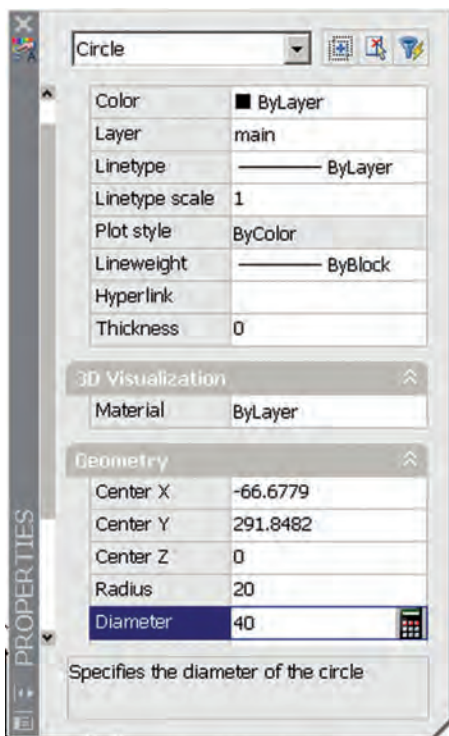 Circle
Color ByLayer
Layer main
Linetype ByLayer
Linetype scale 1
Plot style ByColor
Lineweight ByBlock
Hyperlink
Thickness 0
3D Visualization
Material ByLayer
Geometry
Center X -66.6779
Center Y 291.8482
Center Z 0
Radius 20
Diameter 40
Specifies the diameter of the circle
PROPERTIES